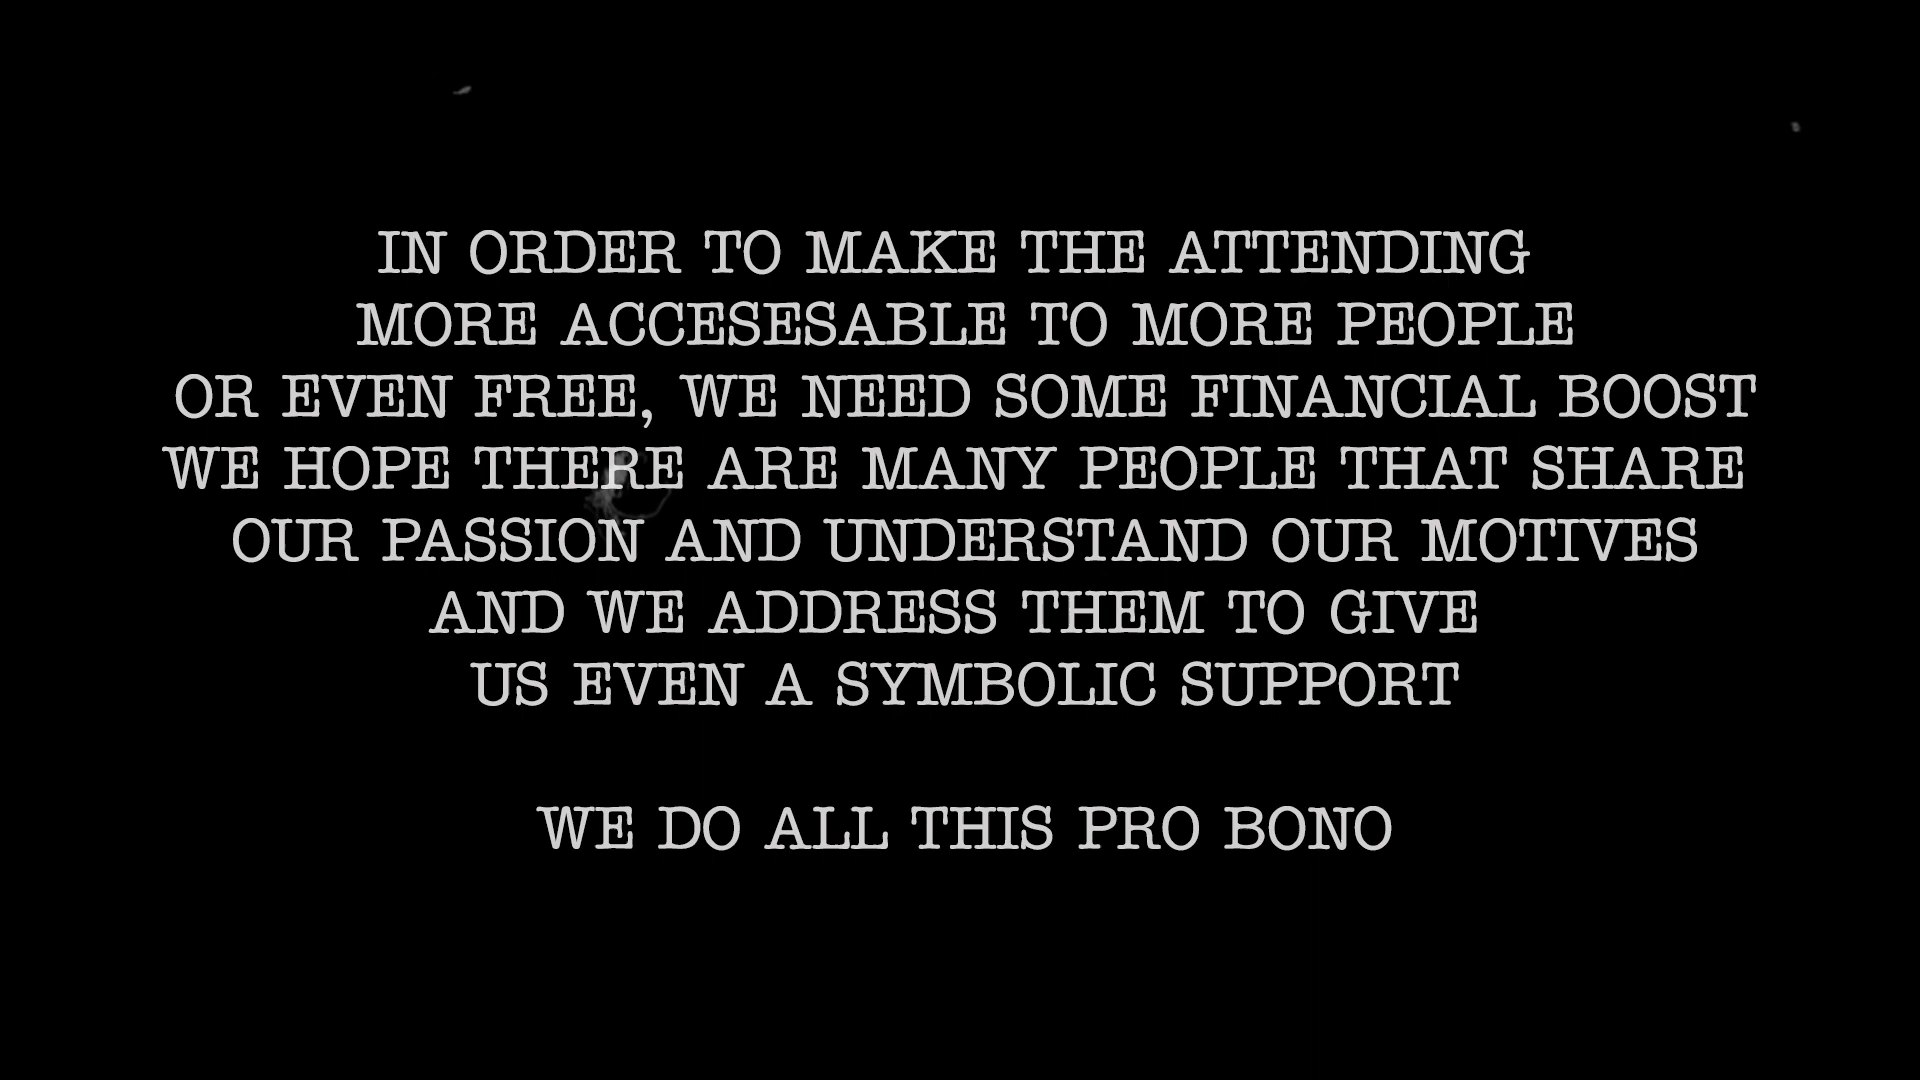 IN ORDER TO MAKE THE ATTENDING
MORE ACCESESABLE TO MORE PEOPLE
OR EVEN FREE, WE NEED SOME FINANCIAL BOOST
WE HOPE THERE ARE MANY PEOPLE THAT SHARE
OUR PASSION AND UNDERSTAND OUR MOTIVES
AND WE ADDRESS THEM TO GIVE
US EVEN A SYMBOLIC SUPPORT
WE DO ALL THIS PRO BONO